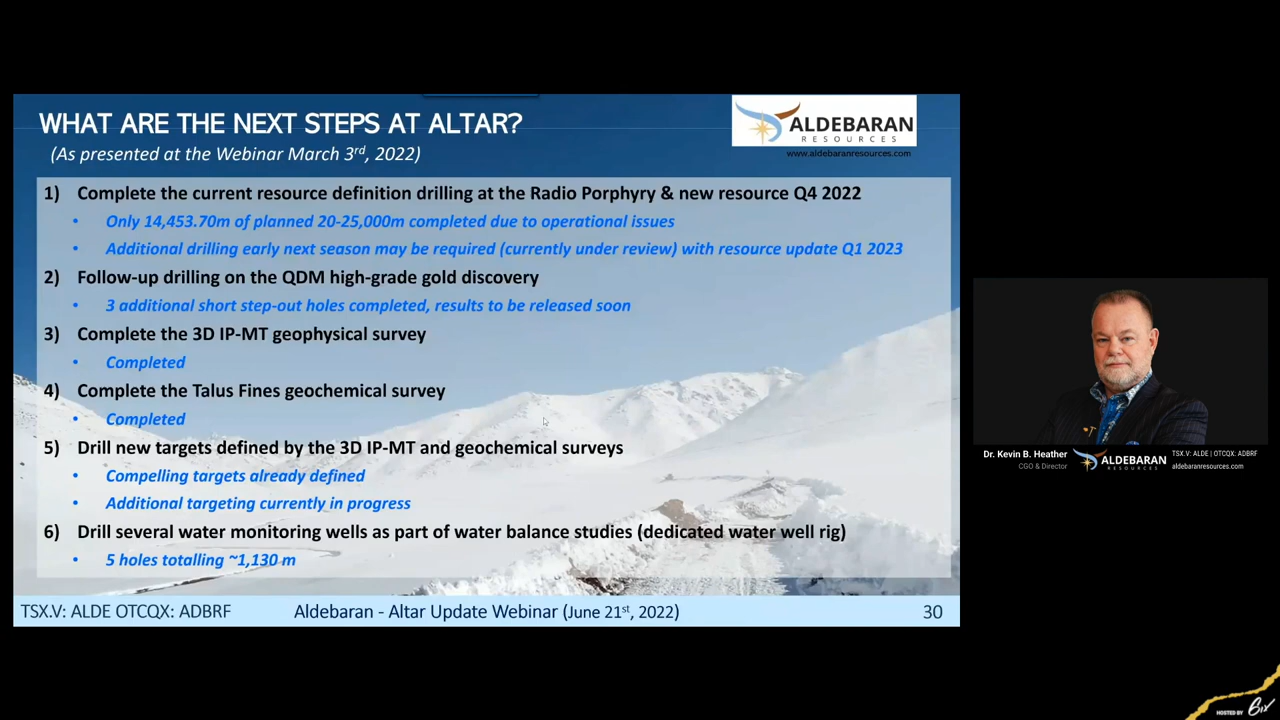 WHAT ARE THE NEXT STEPS AT ALTAR?
(As presented at the Webinar March 3rd, 2022)
ALDEBARAN
RESOURCES
www.aldebaranresources.com
1) Complete the current resource definition drilling at the Radio Porphyry & new resource Q4 2022
• Only 14,453.70m of planned 20-25,000m completed due to operational issues
• Additional drilling early next season may be required (currently under review) with resource update Q1 2023
2) Follow-up drilling on the QDM high-grade gold discovery
• 3 additional short step-out holes completed, results to be released soon
3) Complete the 3D IP-MT geophysical survey
• Completed
4) Complete the Talus Fines geochemical survey
• Completed
5) Drill new targets defined by the 3D IP-MT and geochemical surveys
• Compelling targets already defined
• Additional targeting currently in progress
6) Drill several water monitoring wells as part of water balance studies (dedicated water well rig)
• 5 holes totalling ~1,130 m
TSX.V: ALDE OTCQX: ADBRF Aldebaran - Altar Update Webinar (June 21st, 2022) 30
Dr. Kevin B. Heather
CGO & Director
ALDEBARAN
RESOURCES
TSX.V: ALDE | OTCQX: ADBRF
aldebaranresources.com
HOSTED BY 6ix